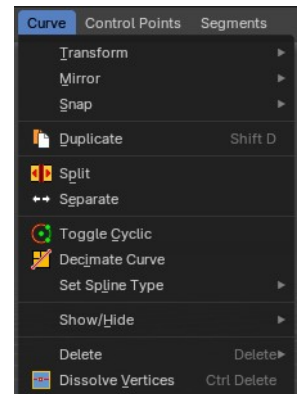 Curve Control Points Segments
Transform
Mirror
Snap
Duplicate Shift D
Split
Separate
Toggle Cyclic
Decimate Curve
Set Spline Type
Show/Hide
Delete Delete
Dissolve Vertices Ctrl Delete